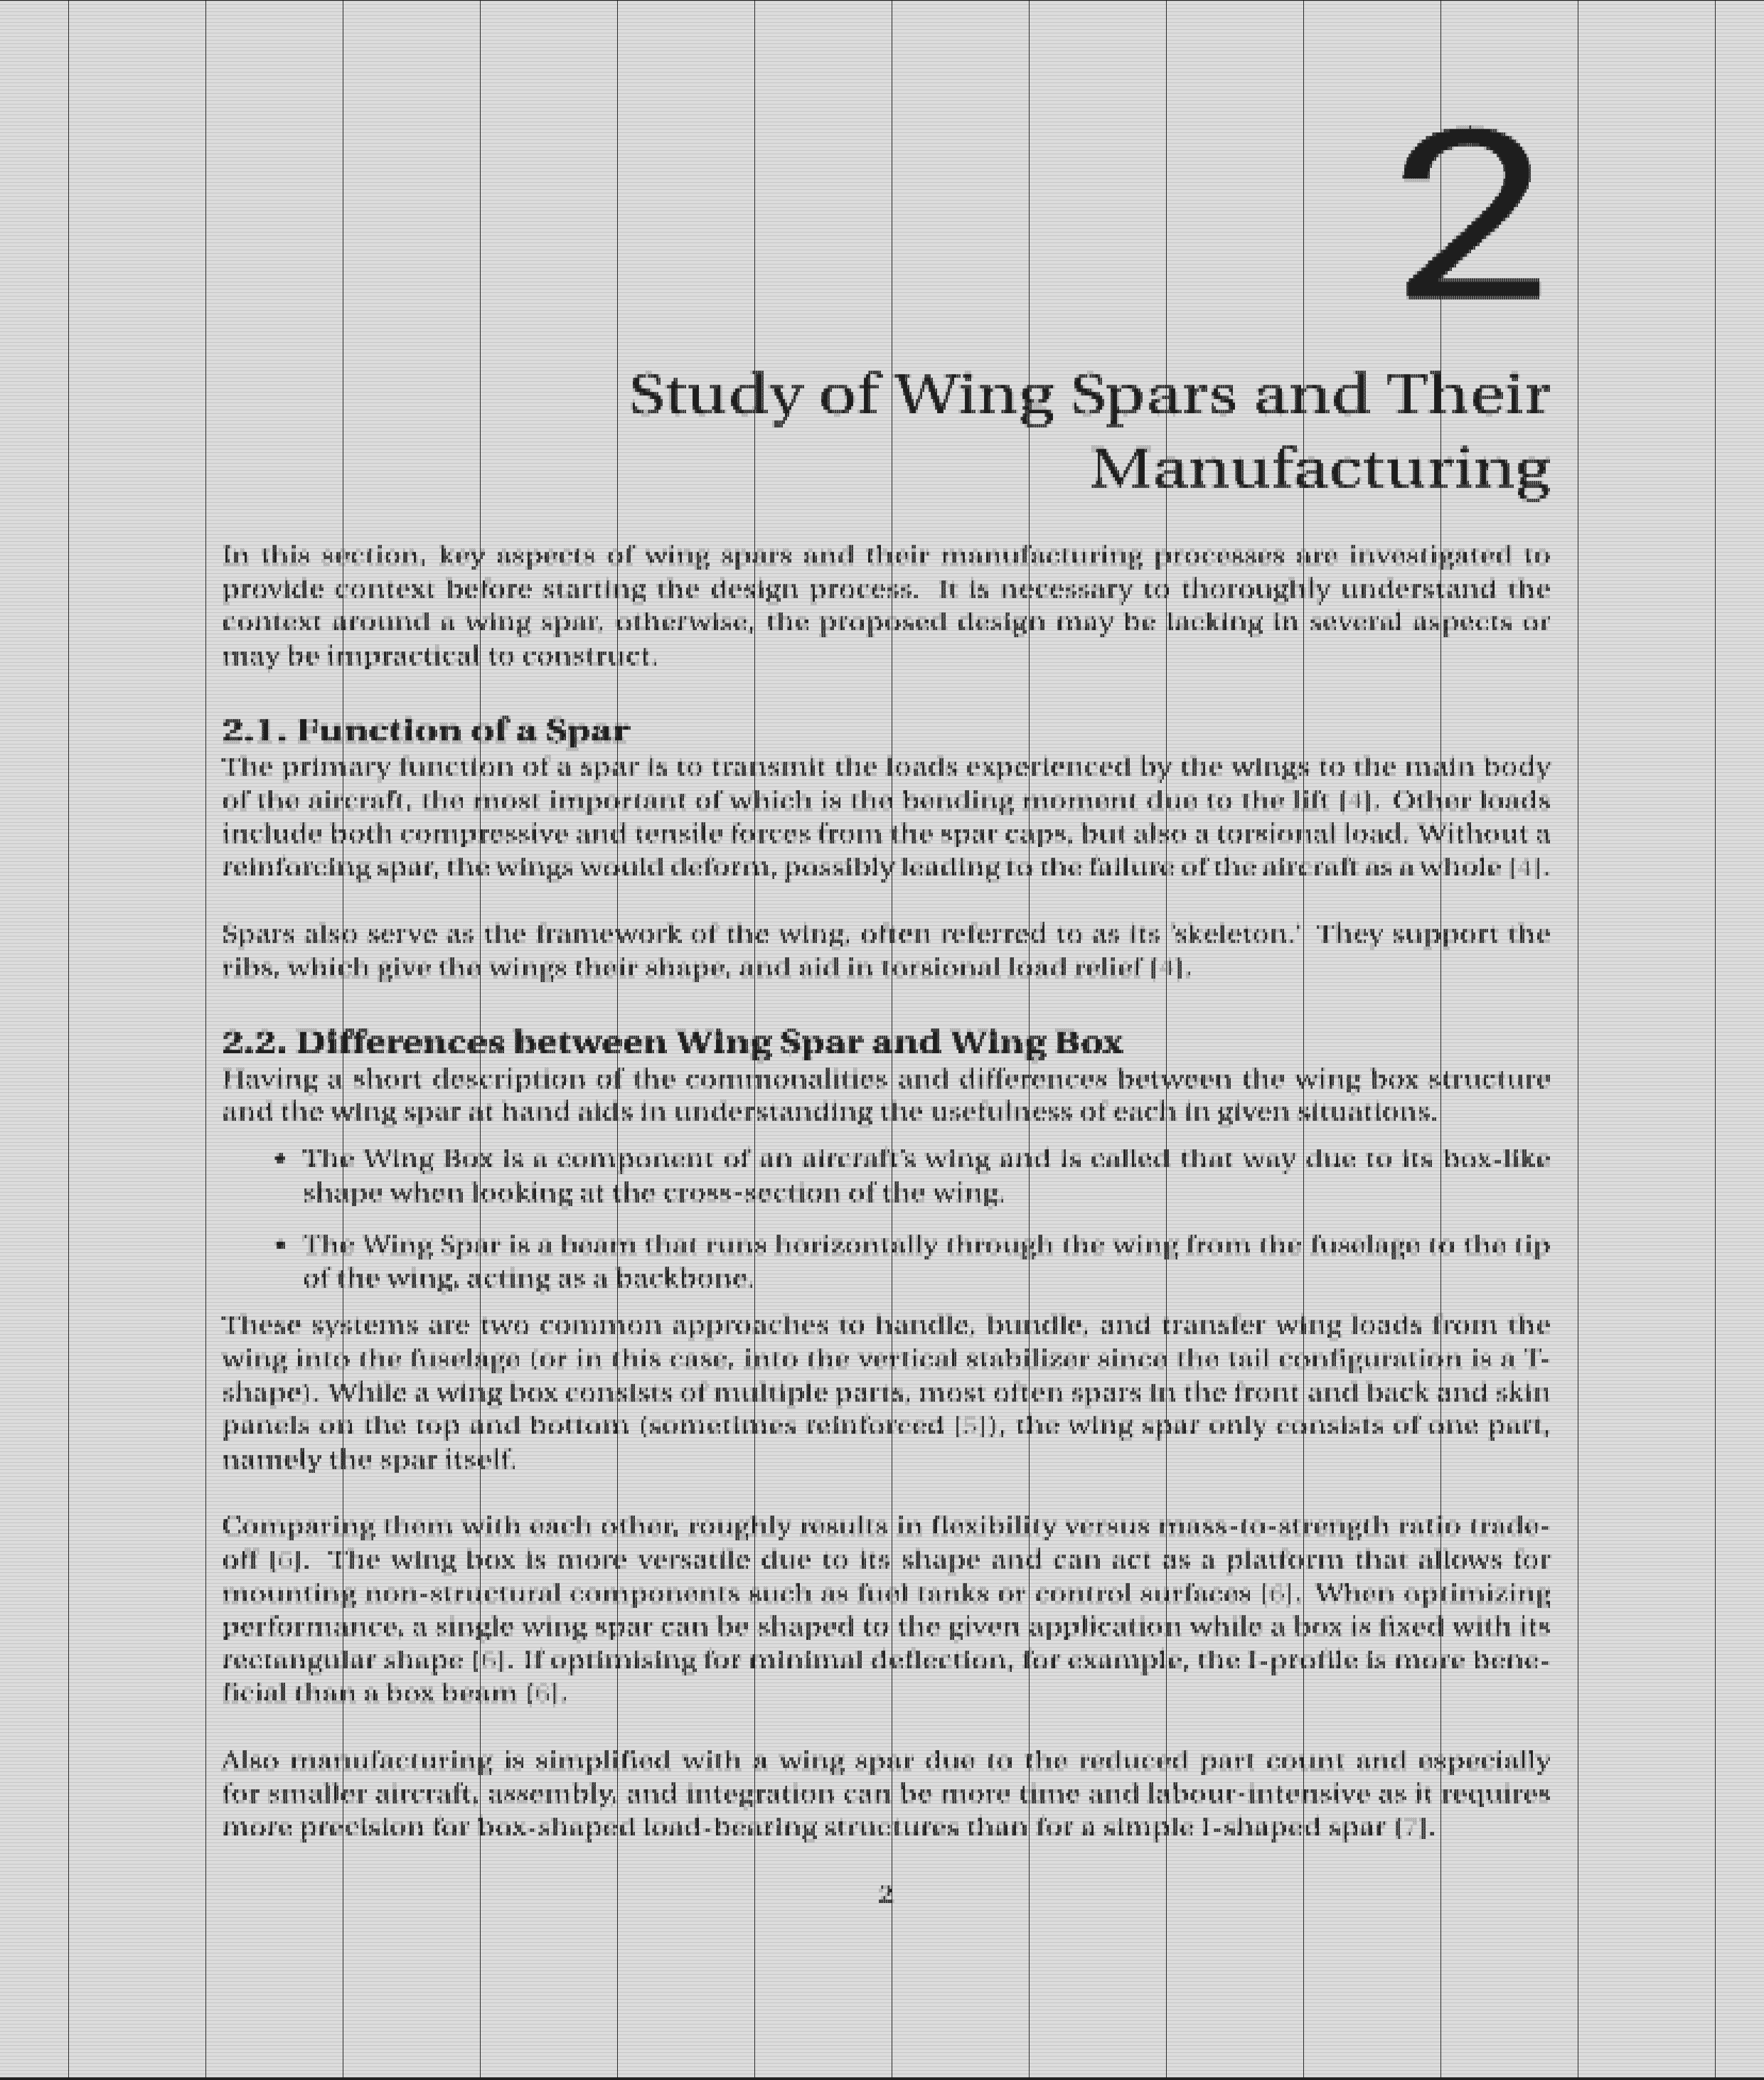 2
Study of Wing Spars and Their
Manufacturing
In this section, key aspects of wing spars and their manufacturing processes are investigated to
provide context before starting the design process. It is necessary to thoroughly understand the
context around a wing spar, otherwise, the proposed design may be lacking in several aspects or
may be impractical to construct.
2.1. Function of a Spar
The primary function of a spar is to transmit the loads experienced by the wings to the main body
of the aircraft, the most important of which is the bending moment due to the lift [4]. Other loads
include both compressive and tensile forces from the spar caps, but also a torsional load. Without a
reinforcing spar, the wings would deform, possibly leading to the failure of the aircraft as a whole [4].
Spars also serve as the framework of the wing, often referred to as its 'skeleton.' They support the
ribs, which give the wings their shape, and aid in torsional load relief [4].
2.2. Differences between Wing Spar and Wing Box
Having a short description of the commonalities and differences between the wing box structure
and the wing spar at hand aids in understanding the usefulness of each in given situations.
• The Wing Box is a component of an aircraft's wing and is called that way due to its box-like
shape when looking at the cross-section of the wing.
• The Wing Spar is a beam that runs horizontally through the wing from the fuselage to the tip
of the wing, acting as a backbone.
These systems are two common approaches to handle, bundle, and transfer wing loads from the
wing into the fuselage (or in this case, into the vertical stabilizer since the tail configuration is a T-
shape). While a wing box consists of multiple parts, most often spars in the front and back and skin
panels on the top and bottom (sometimes reinforced [5]), the wing spar only consists of one part,
namely the spar itself.
Comparing them with each other, roughly results in flexibility versus mass-to-strength ratio trade-
off [6]. The wing box is more versatile due to its shape and can act as a platform that allows for
mounting non-structural components such as fuel tanks or control surfaces [6]. When optimizing
performance, a single wing spar can be shaped to the given application while a box is fixed with its
rectangular shape [6]. If optimising for minimal deflection, for example, the I-profile is more bene-
ficial than a box beam [6].
Also manufacturing is simplified with a wing spar due to the reduced part count and especially
for smaller aircraft, assembly, and integration can be more time and labour-intensive as it requires
more precision for box-shaped load-bearing structures than for a simple I-shaped spar [7].
2